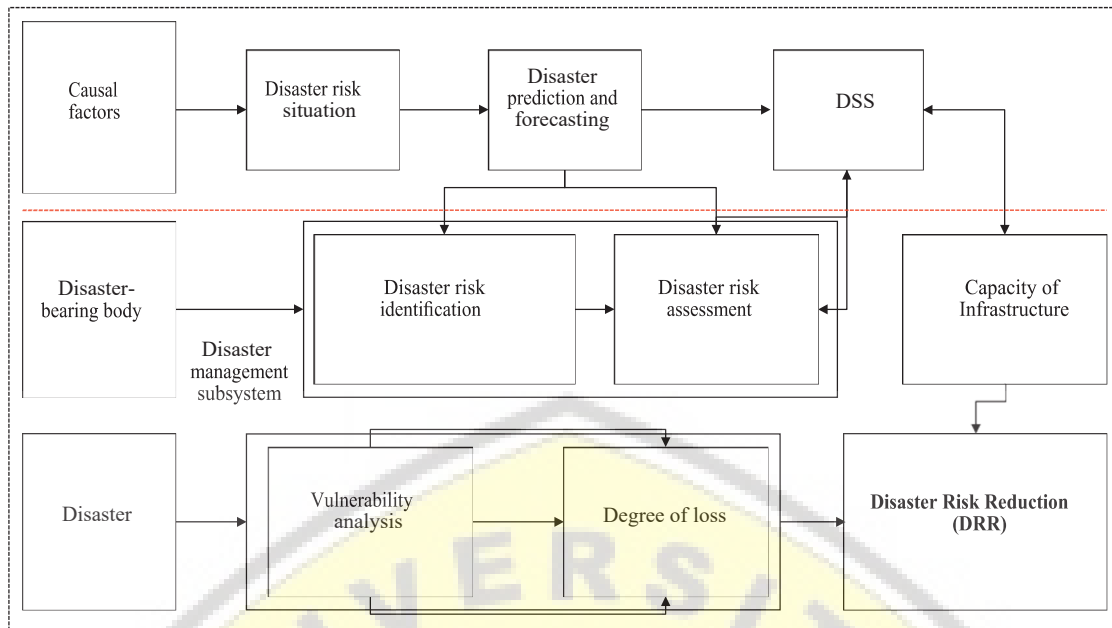 Causal
factors
Disaster risk
situation
Disaster
prediction and
forecasting
DSS
Disaster-
bearing body
Disaster
management
subsystem
Disaster risk
identification
Disaster risk
assessment
Capacity of
Infrastructure
Disaster
Vulnerability
analysis
Degree of loss
Disaster Risk Reduction
(DRR)
IVERSIT